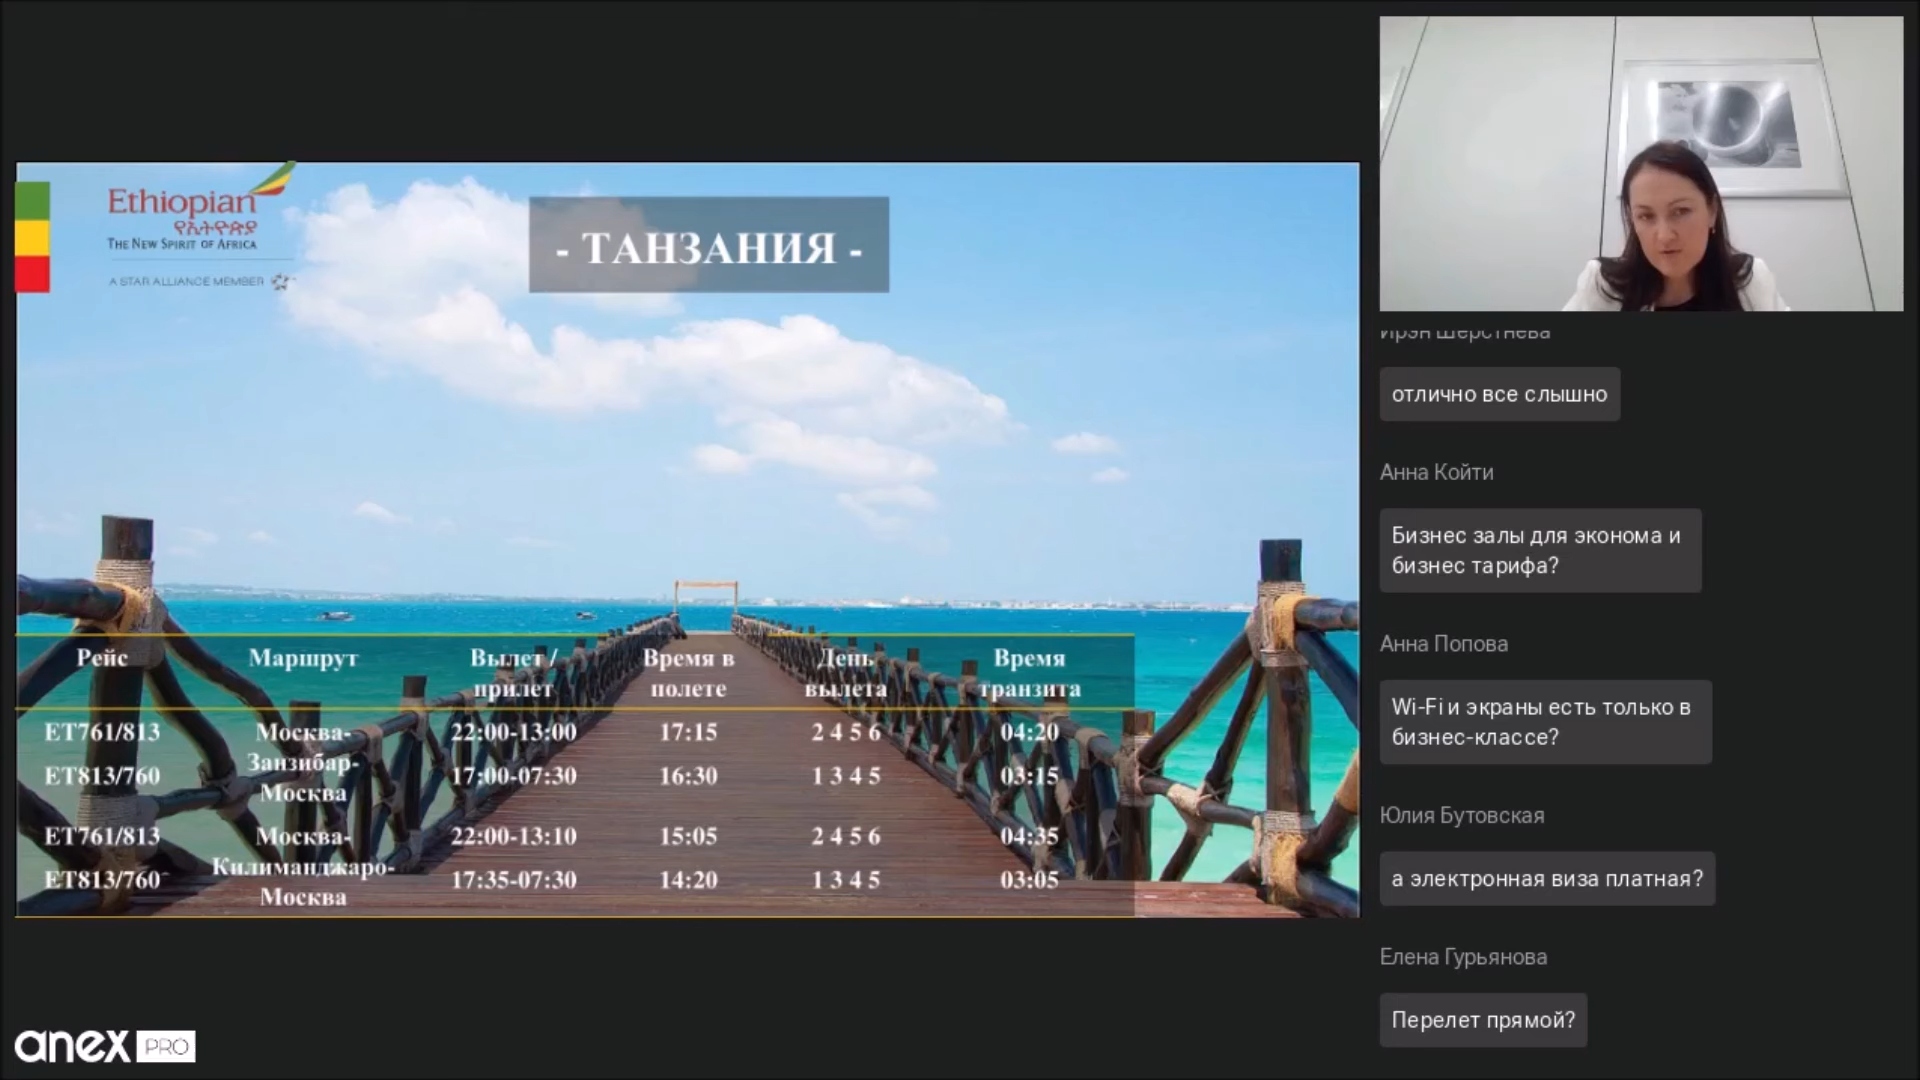 Ethiopian
የኢትዮጵያ
THE NEW SPIRIT OF AFRICA
A STAR ALLIANCE MEMBER
- ТАНЗАНИЯ -
Рейс Маршрут Вылет / прилет Время в полете День вылета Время транзита
ET761/813 Москва- 22:00-13:00 17:15 2 4 5 6 04:20
Занзибар-
ET813/760 Москва 17:00-07:30 16:30 1 3 4 5 03:15
ET761/813 Москва- 22:00-13:10 15:05 2 4 5 6 04:35
Килиманджаро-
ET813/760 Москва 17:35-07:30 14:20 1 3 4 5 03:05
anex PRO
Ирэн Шерстнева
отлично все слышно
Анна Койти
Бизнес залы для эконома и
бизнес тарифа?
Анна Попова
Wi-Fi и экраны есть только в
бизнес-классе?
Юлия Бутовская
а электронная виза платная?
Елена Гурьянова
Перелет прямой?